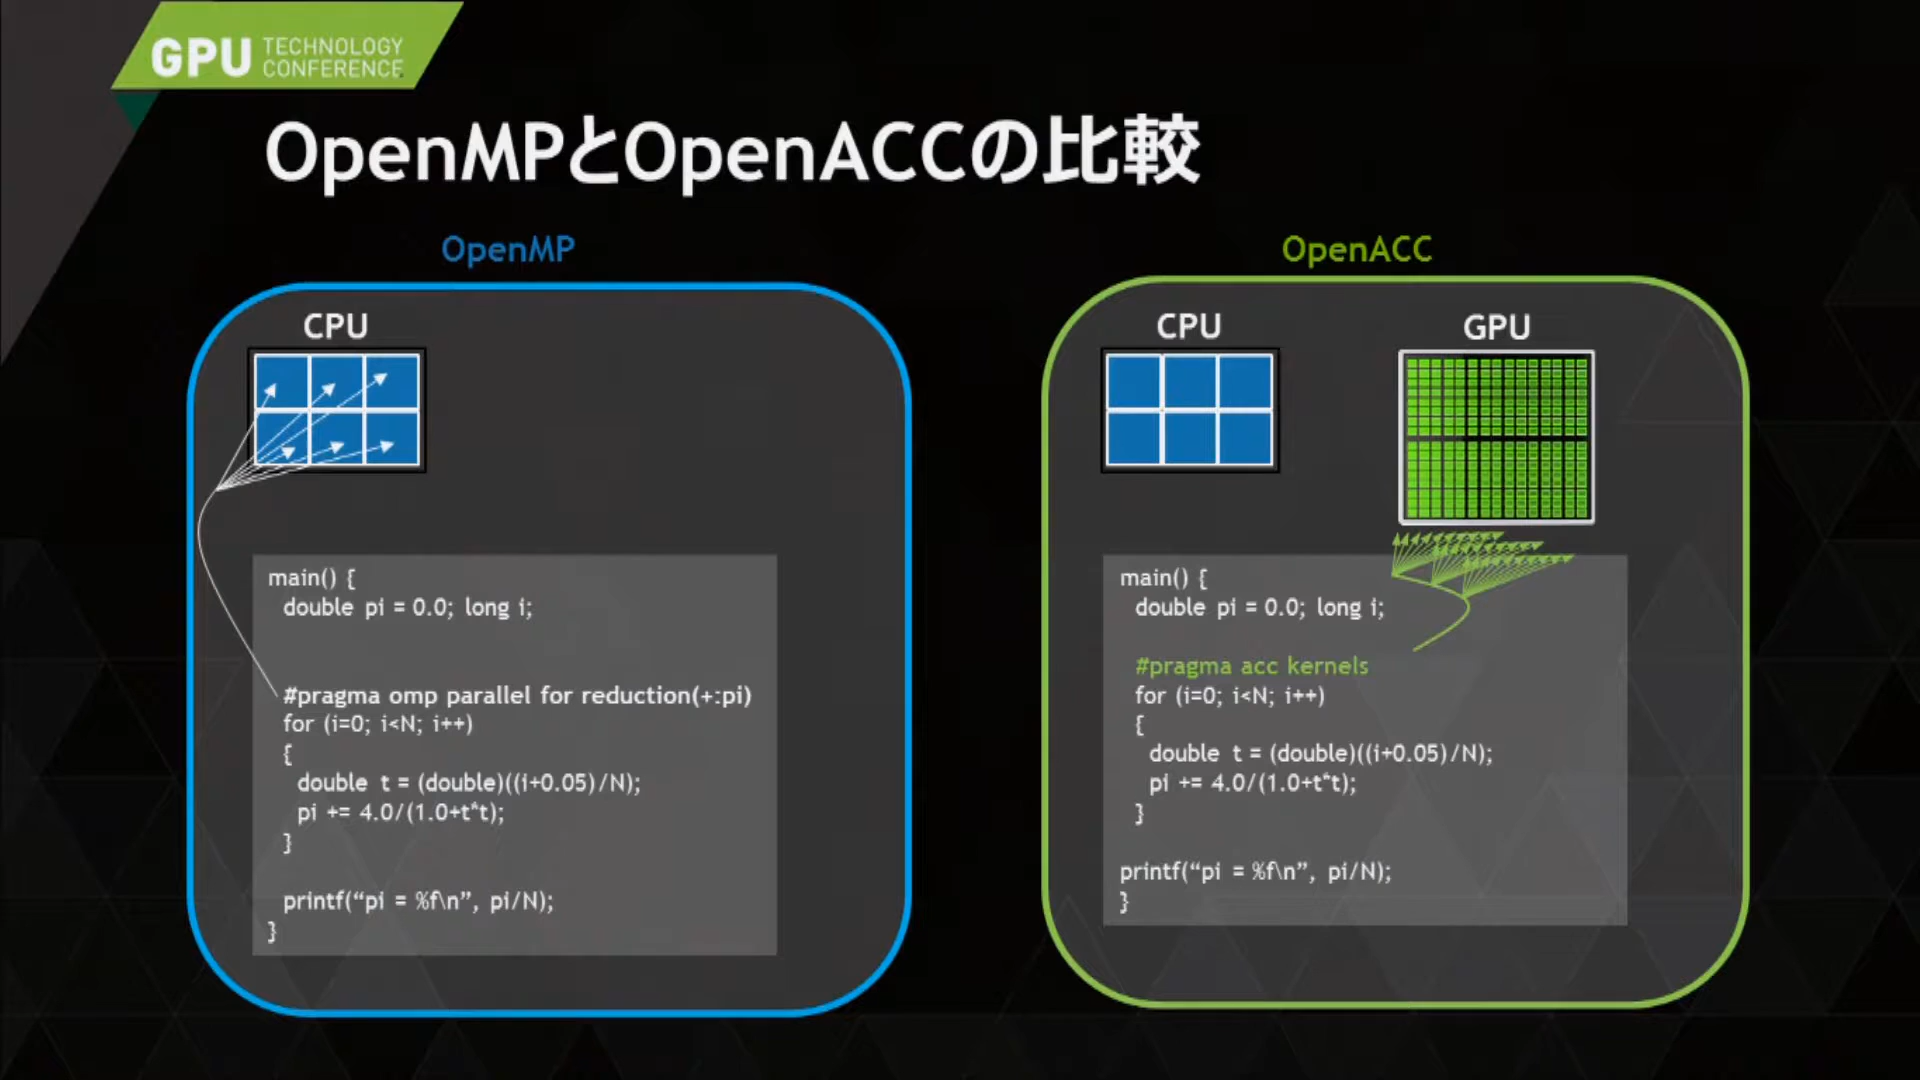 GPU TECHNOLOGY CONFERENCE
OpenMPとOpenACCの比較
OpenMP
CPU
main() {
double pi = 0.0; long i;
#pragma omp parallel for reduction(+:pi)
for (i=0; i<N; i++)
{
double t = (double)((i+0.05)/N);
pi += 4.0/(1.0+t*t);
}
printf(“pi = %f\n”, pi/N);
}
OpenACC
CPU
GPU
main() {
double pi = 0.0; long i;
#pragma acc kernels
for (i=0; i<N; i++)
{
double t = (double)((i+0.05)/N);
pi += 4.0/(1.0+t*t);
}
printf(“pi = %f\n”, pi/N);
}